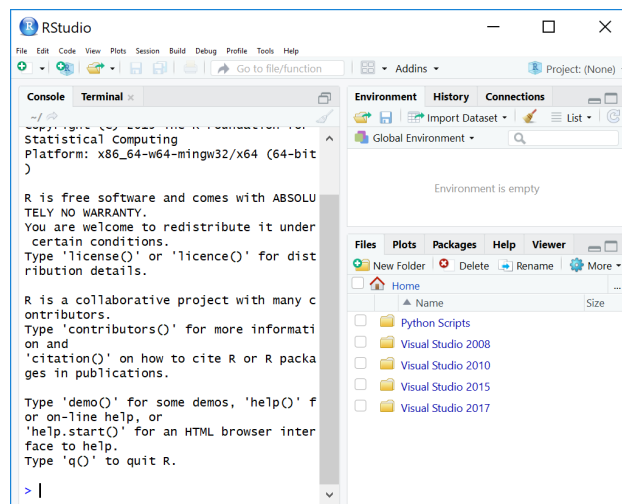 RStudio
File Edit Code View Plots Session Build Debug Profile Tools Help
Go to file/function Addins Project: (None)
Console Terminal
~/
Statistical Computing
Platform: x86_64-w64-mingw32/x64 (64-bit
)
R is free software and comes with ABSOLU
TELY NO WARRANTY.
You are welcome to redistribute it under
certain conditions.
Type 'license()' or 'licence()' for dist
ribution details.
R is a collaborative project with many c
ontributors.
Type 'contributors()' for more informati
on and
'citation()' on how to cite R or R packa
ges in publications.
Type 'demo()' for some demos, 'help()' f
or on-line help, or
'help.start()' for an HTML browser inter
face to help.
Type 'q()' to quit R.
>
Environment History Connections
Import Dataset List
Global Environment
Environment is empty
Files Plots Packages Help Viewer
New Folder Delete Rename More
Home ...
Name Size
Python Scripts
Visual Studio 2008
Visual Studio 2010
Visual Studio 2015
Visual Studio 2017